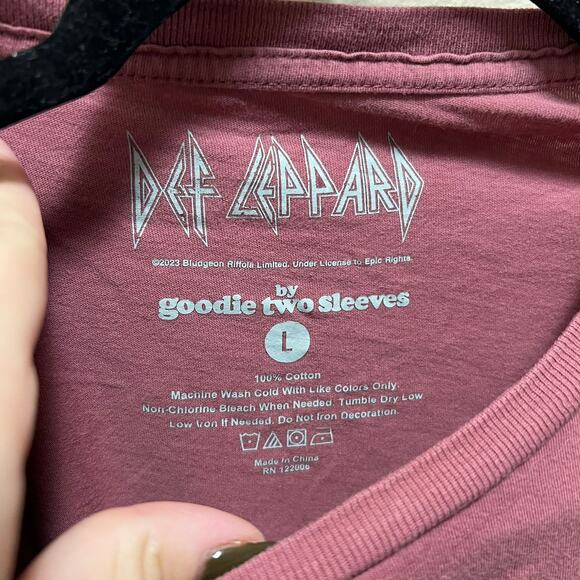 DEF LEPPARD
©2023 Bludgeon Riffola Limited. Under License to Epic Rights.
by
goodie two sleeves
L
100% Cotton
Machine Wash Cold With Like Colors Only.
Non-Chlorine Bleach When Needed. Tumble Dry Low
Low Iron If Needed. Do Not Iron Decoration.
Made in China
RN 122006